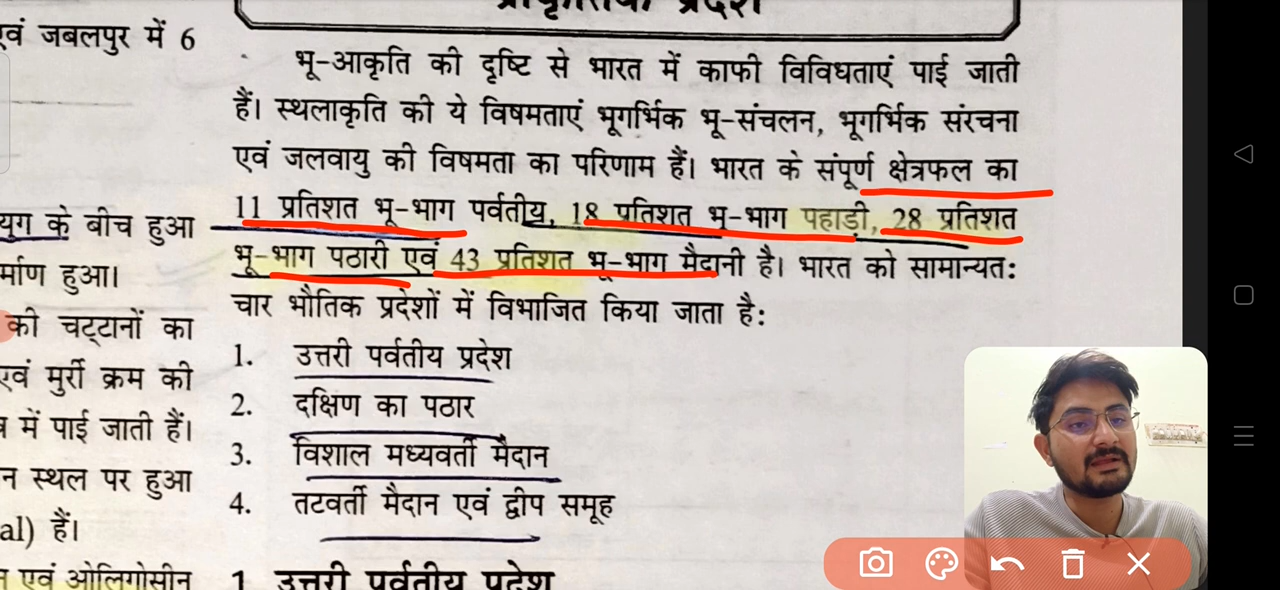 प्राकृतिक प्रदेश
एवं जबलपुर में 6
भू-आकृति की दृष्टि से भारत में काफी विविधताएं पाई जाती
हैं। स्थलाकृति की ये विषमताएं भूगर्भिक भू-संचलन, भूगर्भिक संरचना
एवं जलवायु की विषमता का परिणाम हैं। भारत के संपूर्ण क्षेत्रफल का
11 प्रतिशत भू-भाग पर्वतीय, 18 प्रतिशत भू-भाग पहाड़ी, 28 प्रतिशत
भू-भाग पठारी एवं 43 प्रतिशत भू-भाग मैदानी है। भारत को सामान्यत:
चार भौतिक प्रदेशों में विभाजित किया जाता है:
1. उत्तरी पर्वतीय प्रदेश
2. दक्षिण का पठार
3. विशाल मध्यवर्ती मैदान
4. तटवर्ती मैदान एवं द्वीप समूह
1 उत्तरी पर्वतीय प्रदेश
युग के बीच हुआ
र्माण हुआ।
की चट्टानों का
एवं मुर्री क्रम की
में पाई जाती हैं।
न स्थल पर हुआ
al) हैं।
एवं ओलिगोसीन